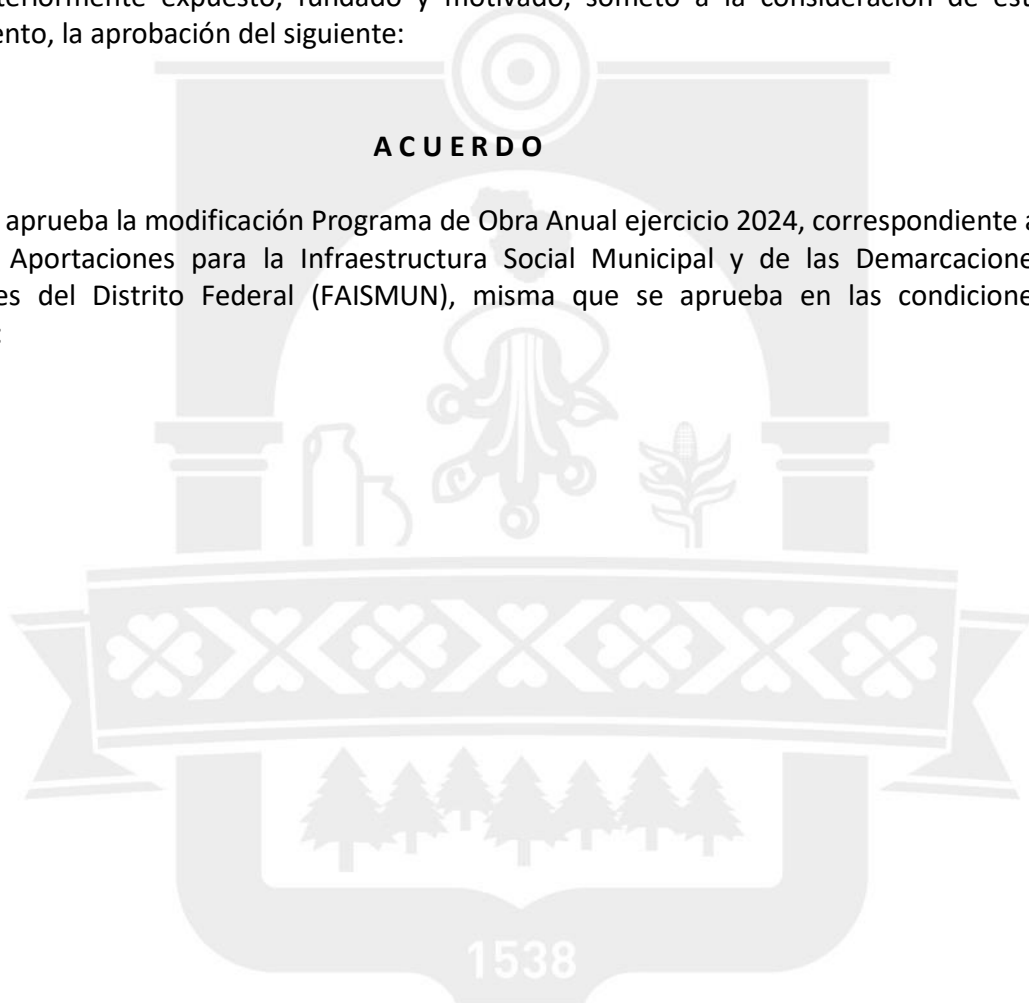 teriormente expuesto, fundado y motivado, someto a la consideración de est
ento, la aprobación del siguiente:
A C U E R D O
aprueba la modificación Programa de Obra Anual ejercicio 2024, correspondiente a
Aportaciones para la Infraestructura Social Municipal y de las Demarcacione
es del Distrito Federal (FAISMUN), misma que se aprueba en las condicione
:
1538